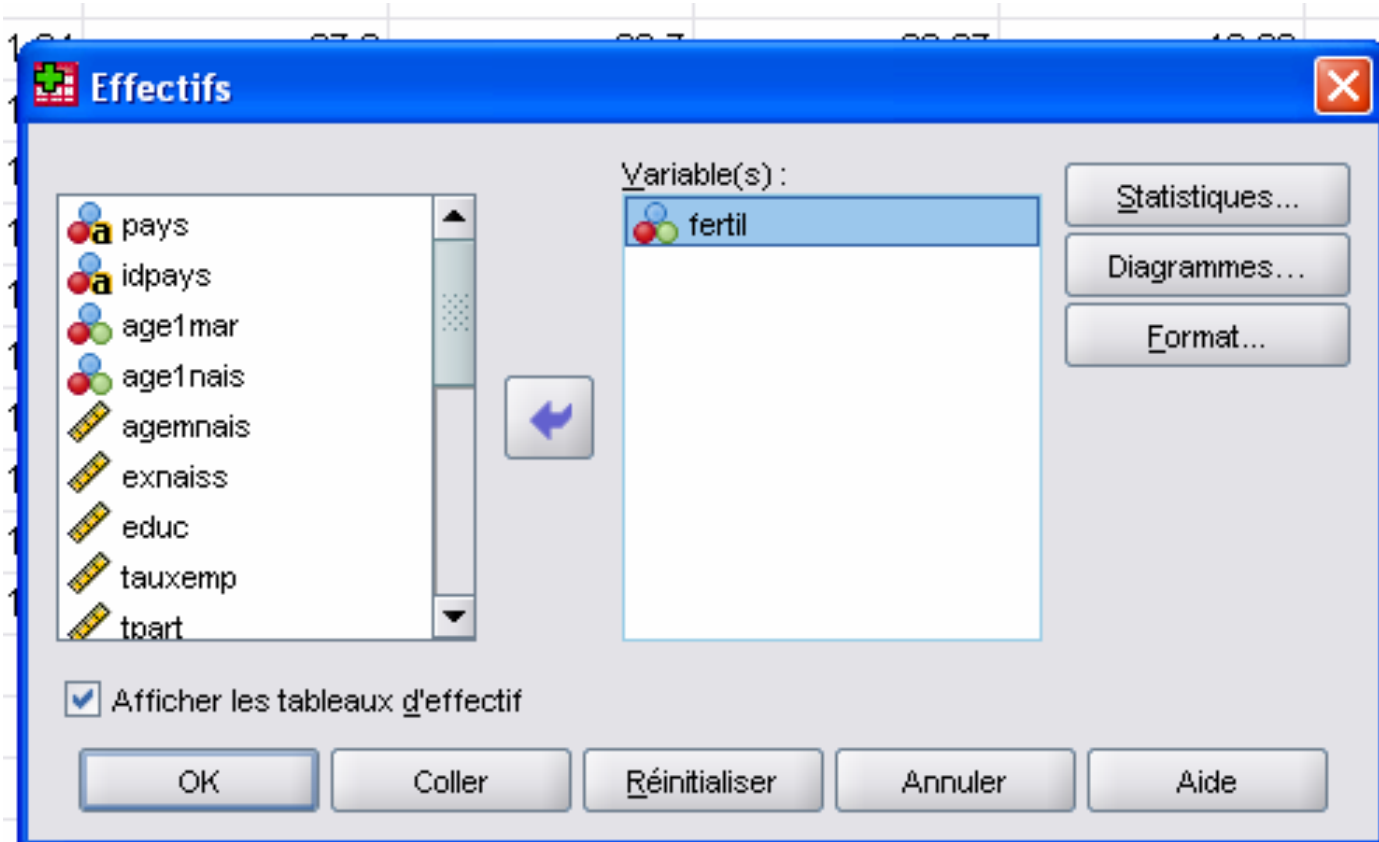 Effectifs
Variable(s) :
pays
idpays
age1mar
age1nais
agemnais
exnaiss
educ
tauxemp
tpart
fertil
Statistiques...
Diagrammes...
Format...
Afficher les tableaux d'effectif
OK
Coller
Réinitialiser
Annuler
Aide